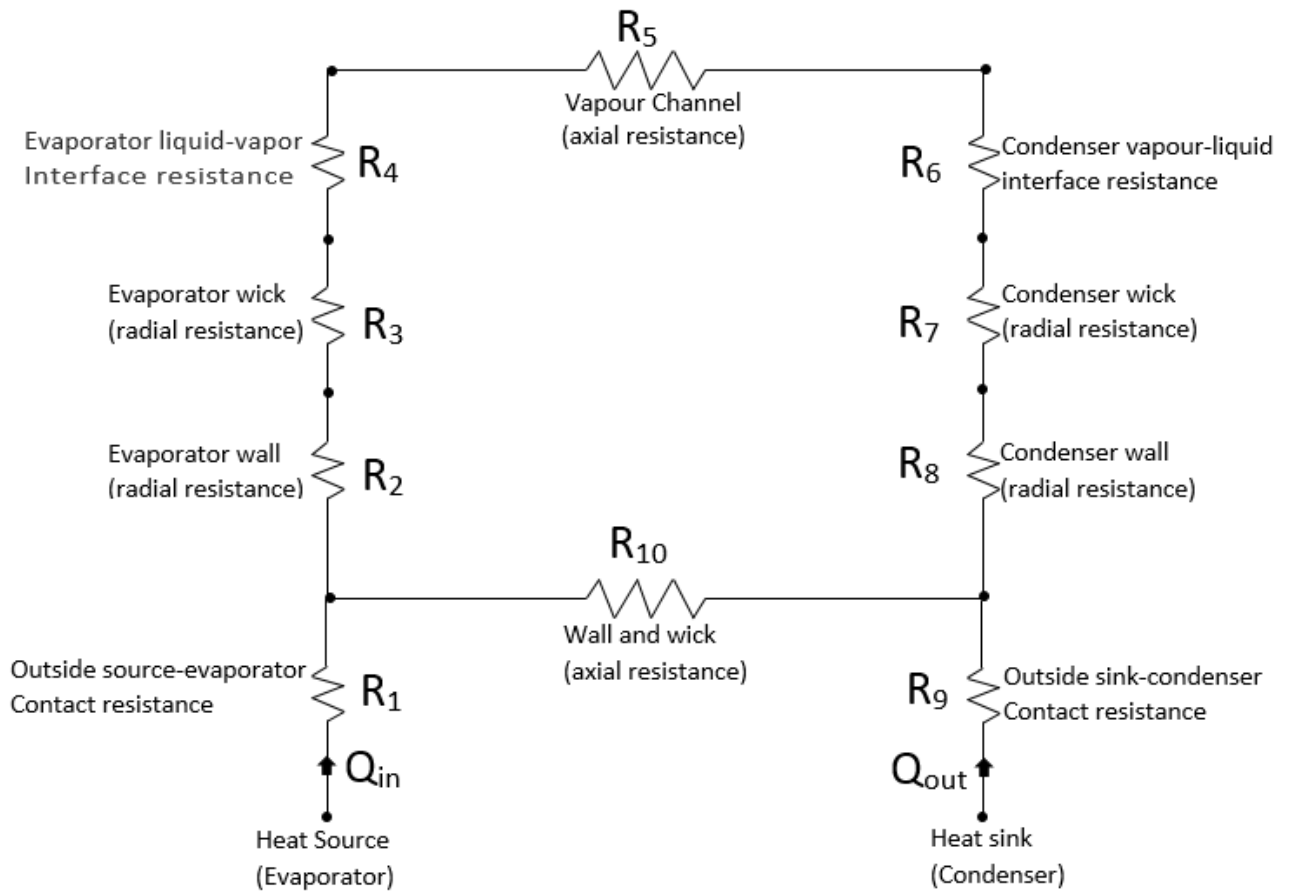 R5
Vapour Channel
(axial resistance)
Evaporator liquid-vapor
Interface resistance
R4
R6
Condenser vapour-liquid
interface resistance
Evaporator wick
(radial resistance)
R3
R7
Condenser wick
(radial resistance)
Evaporator wall
(radial resistance)
R2
R8
Condenser wall
(radial resistance)
R10
Wall and wick
(axial resistance)
Outside source-evaporator
Contact resistance
R1
R9
Outside sink-condenser
Contact resistance
Qin
Qout
Heat Source
(Evaporator)
Heat sink
(Condenser)